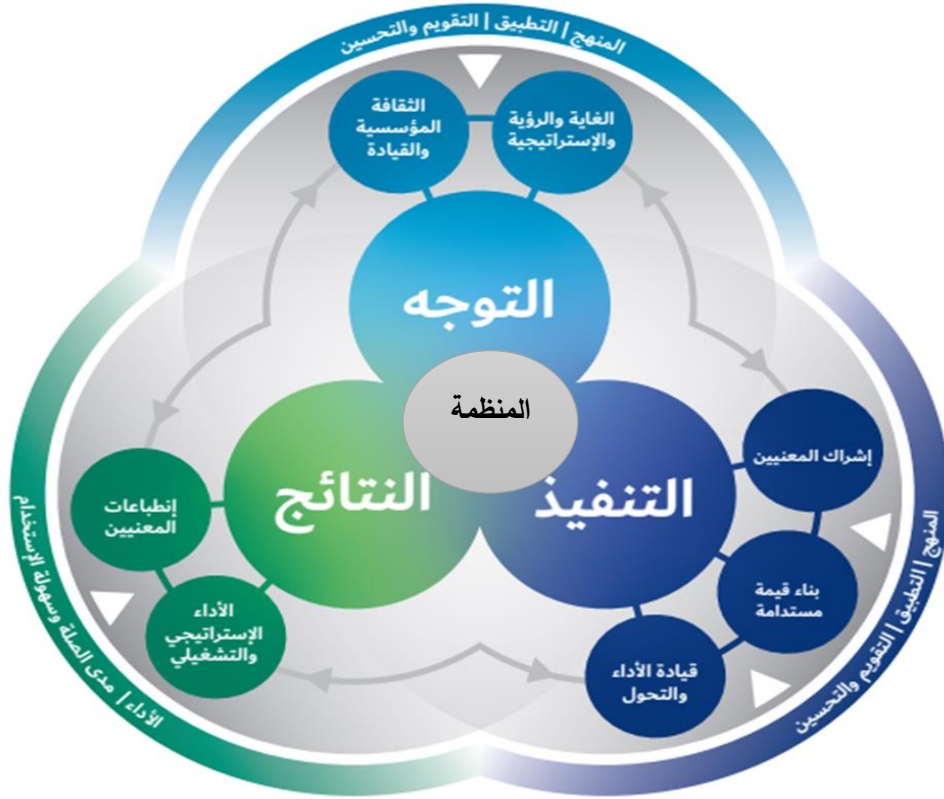 المنهج | التطبيق | التقويم والتحسين
الغاية والرؤية
والإستراتيجية
الثقافة
المؤسسية
والقيادة
التوجه
المنظمة
التنفيذ
إشراك المعنيين
بناء قيمة
مستدامة
قيادة الأداء
والتحول
المنهج | التطبيق | التقويم والتحسين
النتائج
إنطباعات
المعنيين
الأداء
الإستراتيجي
والتشغيلي
الأداء | مدى الصلة وسهولة الإستخدام